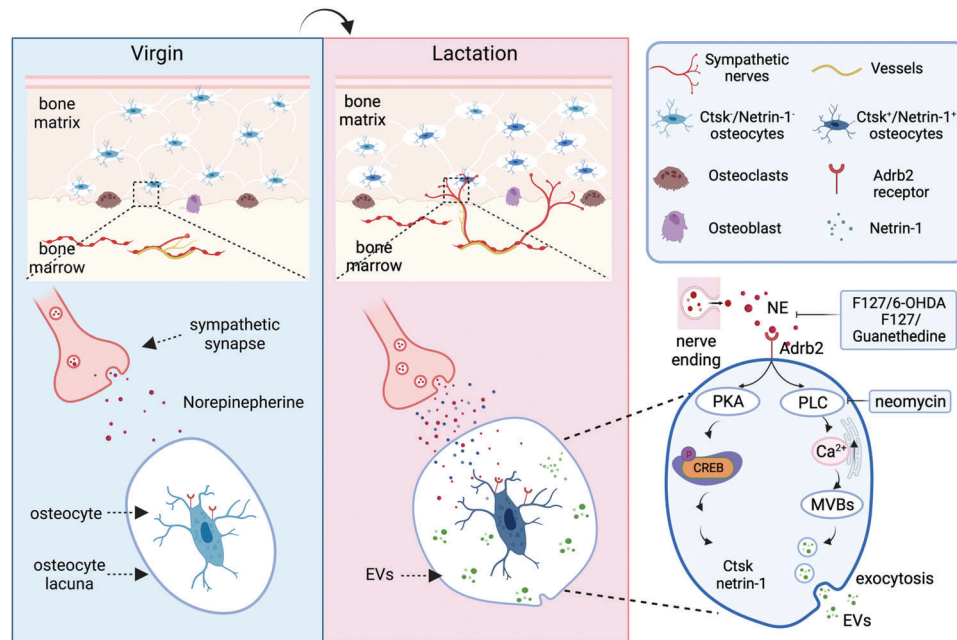 Virgin
bone
matrix
bone
marrow
sympathetic
synapse
Norepinepherine
osteocyte
osteocyte
lacuna
Lactation
bone
matrix
bone
marrow
EVs
Sympathetic
nerves
Vessels
Ctsk⁻/Netrin-1⁻
osteocytes
Ctsk⁺/Netrin-1⁺
osteocytes
Osteoclasts
Adrb2
receptor
Osteoblast
Netrin-1
nerve
ending
NE
F127/6-OHDA
F127/
Guanethedine
Adrb2
PKA
PLC
neomycin
p
CREB
Ca²⁺
MVBs
Ctsk
netrin-1
exocytosis
EVs